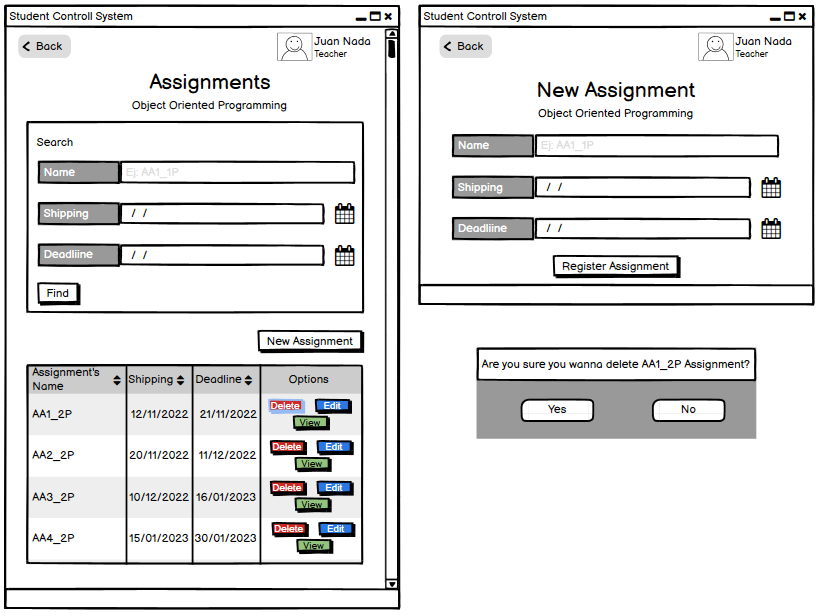 Student Controll System
Back
Juan Nada
Teacher
Assignments
Object Oriented Programming
Search
Name
Ej: AA1_1P
Shipping
/ /
Deadliine
/ /
Find
New Assignment
Assignment's
Name
Shipping
Deadline
Options
AA1_2P 12/11/2022 21/11/2022 Delete Edit
View
AA2_2P 20/11/2022 11/12/2022 Delete Edit
View
AA3_2P 10/12/2022 16/01/2023 Delete Edit
View
AA4_2P 15/01/2023 30/01/2023 Delete Edit
View
Student Controll System
Back
Juan Nada
Teacher
New Assignment
Object Oriented Programming
Name
Ej: AA1_1P
Shipping
/ /
Deadliine
/ /
Register Assignment
Are you sure you wanna delete AA1_2P Assignment?
Yes
No